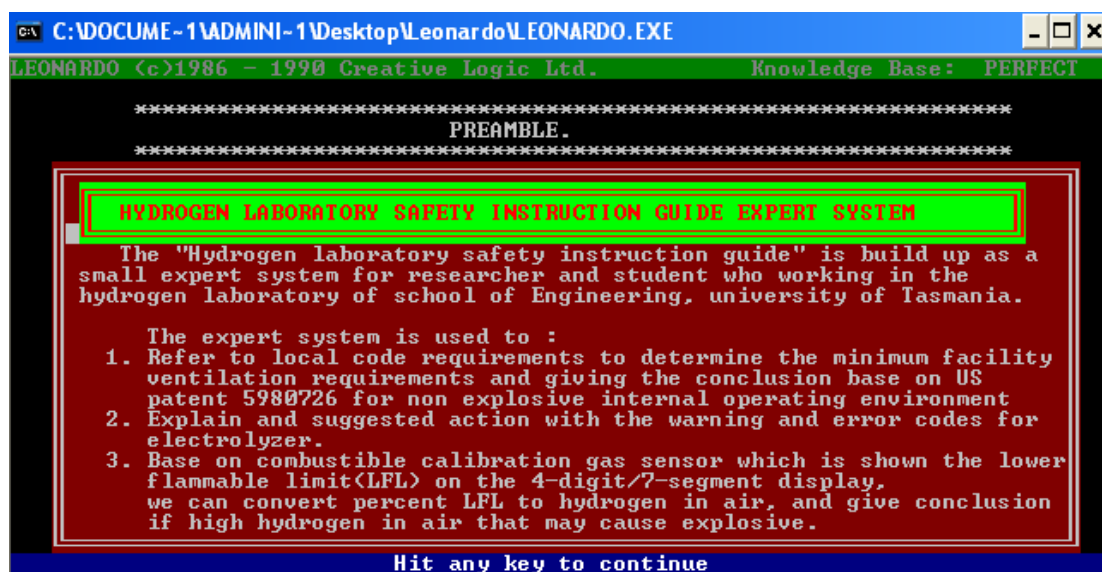 C:\DOCUME~1\ADMINI~1\Desktop\Leonardo\LEONARDO.EXE
LEONARDO (c)1986 - 1990 Creative Logic Ltd. Knowledge Base: PERFECT
*****************************************************************
PREAMBLE.
*****************************************************************
HYDROGEN LABORATORY SAFETY INSTRUCTION GUIDE EXPERT SYSTEM
The "Hydrogen laboratory safety instruction guide" is build up as a
small expert system for researcher and student who working in the
hydrogen laboratory of school of Engineering, university of Tasmania.
The expert system is used to :
1. Refer to local code requirements to determine the minimum facility
ventilation requirements and giving the conclusion base on US
patent 5980726 for non explosive internal operating environment
2. Explain and suggested action with the warning and error codes for
electrolyzer.
3. Base on combustible calibration gas sensor which is shown the lower
flammable limit(LFL) on the 4-digit/7-segment display,
we can convert percent LFL to hydrogen in air, and give conclusion
if high hydrogen in air that may cause explosive.
Hit any key to continue